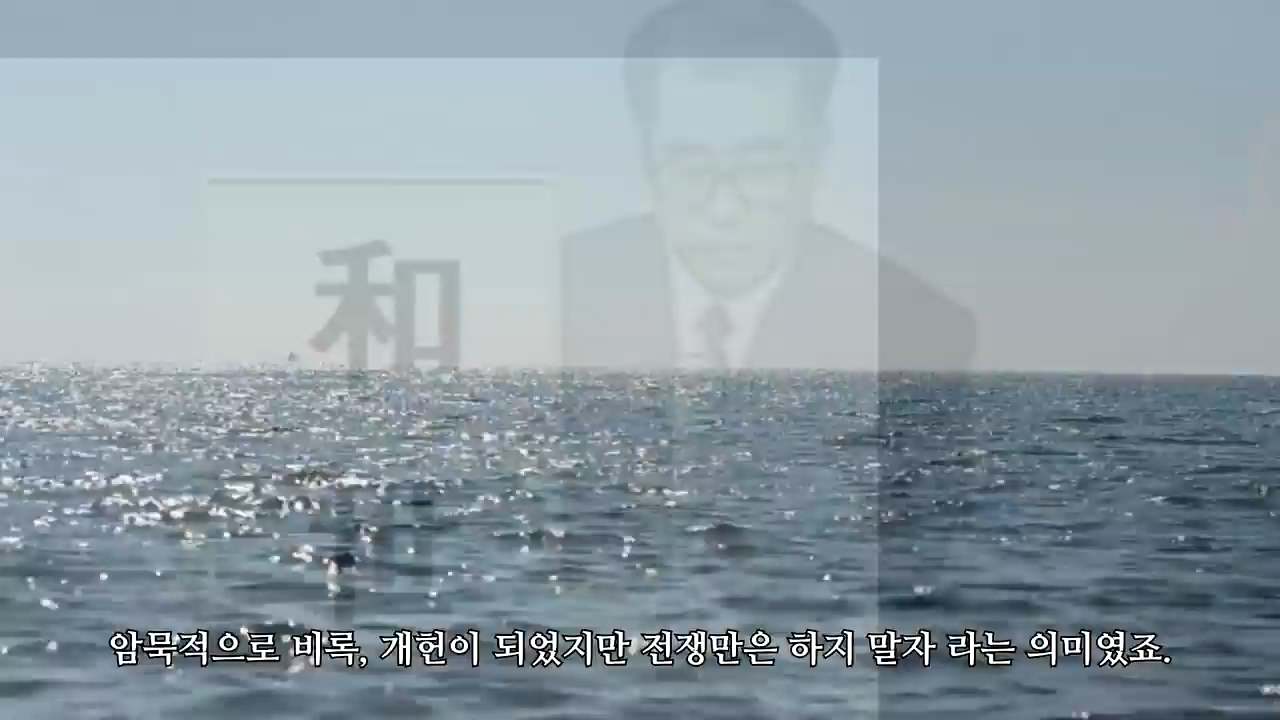 和
암묵적으로 비록, 개헌이 되었지만 전쟁만은 하지 말자 라는 의미였죠.